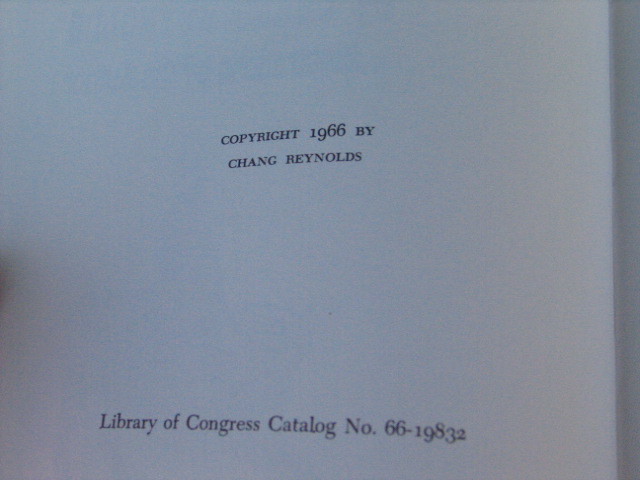 COPYRIGHT 1966 BY
CHANG REYNOLDS
Library of Congress Catalog No. 66-19832